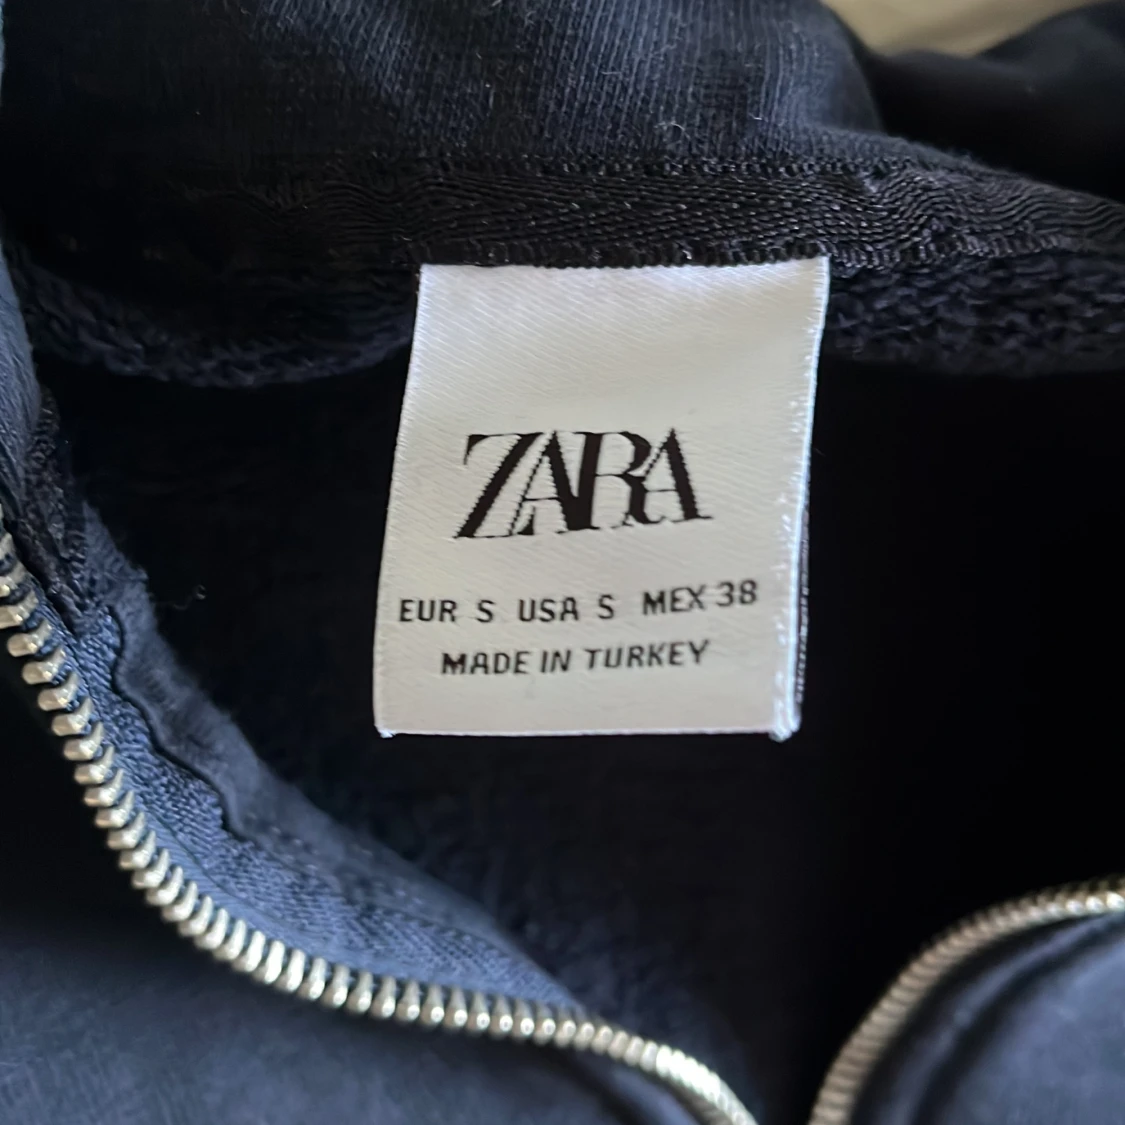 ZARA
EUR S USA S MEX 38
MADE IN TURKEY